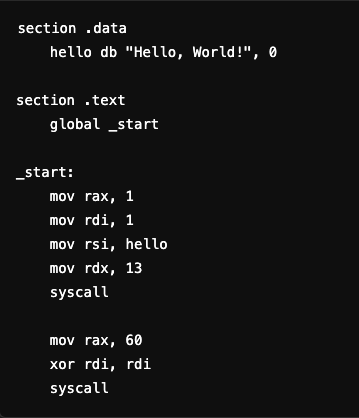 section .data
    hello db "Hello, World!", 0

section .text
    global _start

_start:
    mov rax, 1
    mov rdi, 1
    mov rsi, hello
    mov rdx, 13
    syscall

    mov rax, 60
    xor rdi, rdi
    syscall